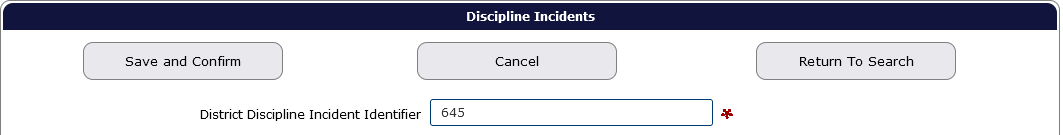 Discipline Incidents
Save and Confirm Cancel Return To Search
District Discipline Incident Identifier 645 *